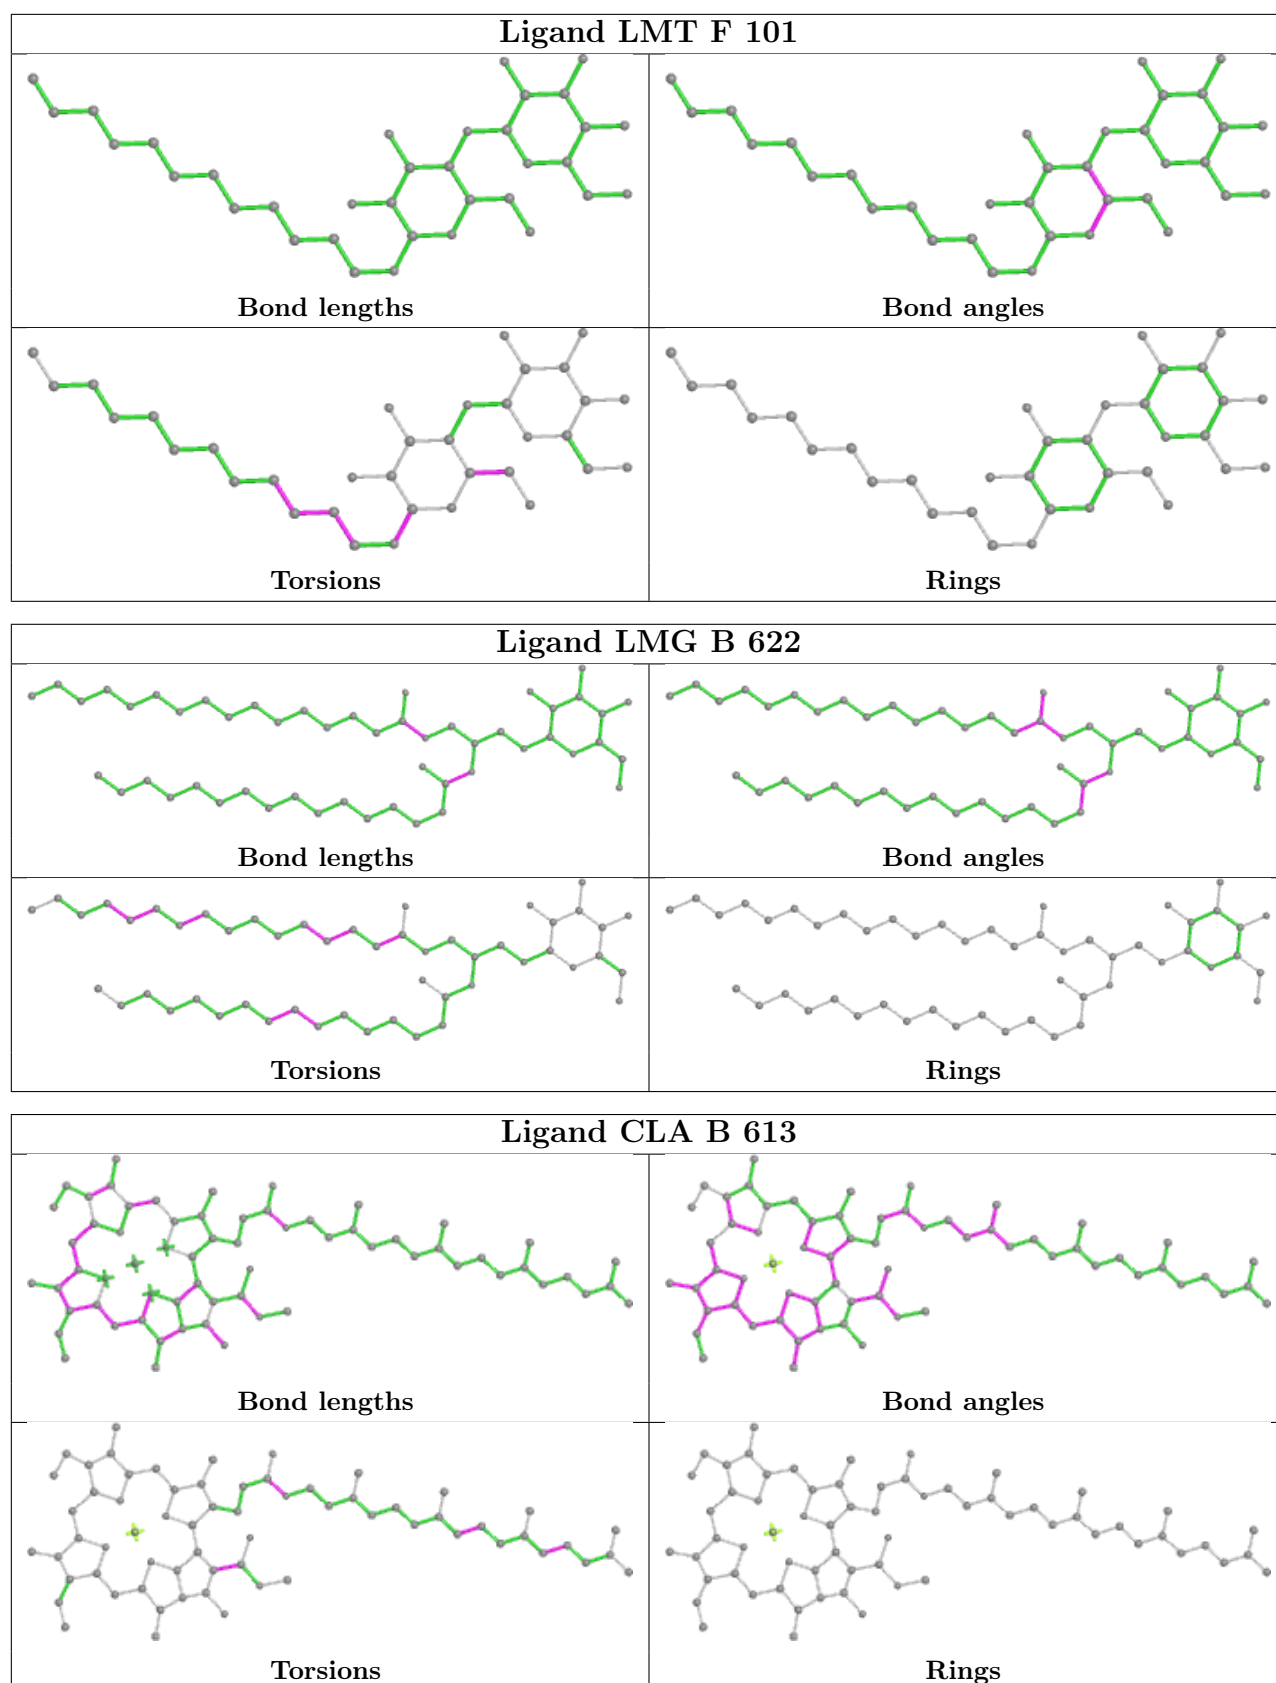 Ligand LMT F 101
Bond lengths
Bond angles
Torsions
Rings
Ligand LMG B 622
Bond lengths
Bond angles
Torsions
Rings
Ligand CLA B 613
Bond lengths
Bond angles
Torsions
Rings